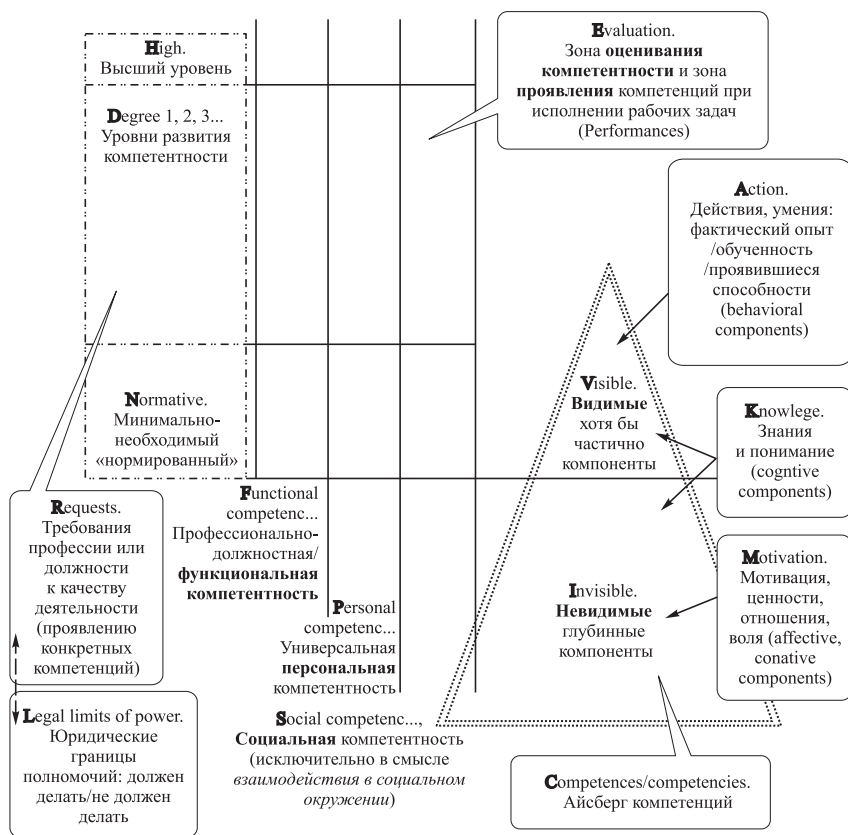 High.
Высший уровень
Degree 1, 2, 3...
Уровни развития
компетентности
Normative.
Минимально-
необходимый
«нормированный»
Evaluation.
Зона оценивания
компетентности и зона
проявления компетенций при
исполнении рабочих задач
(Performances)
Action.
Действия, умения:
фактический опыт
/обученность
/проявившиеся
способности
(behavioral
components)
Visible.
Видимые
хотя бы
частично
компоненты
Knowlege.
Знания
и понимание
(cogntive
components)
Requests.
Требования
профессии или
должности
к качеству
деятельности
(проявлению
конкретных
компетенций)
Functional
competenc...
Профессионально-
должностная/
функциональная
компетентность
Personal
competenc...
Универсальная
персональная
компетентность
Invisible.
Невидимые
глубинные
компоненты
Motivation.
Мотивация,
ценности,
отношения,
воля (affective,
conative
components)
Legal limits of power.
Юридические
границы
полномочий: должен
делать/не должен
делать
Social competenc...,
Социальная компетентность
(исключительно в смысле
взаимодействия в социальном
окружении)
Competences/competencies.
Айсберг компетенций